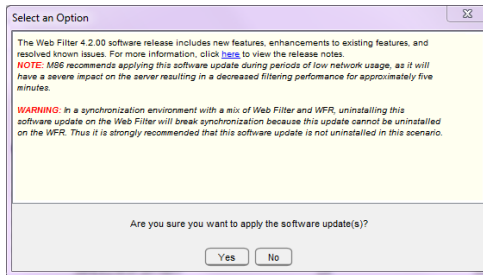 Select an Option
The Web Filter 4.2.00 software release includes new features, enhancements to existing features, and
resolved known issues. For more information, click here to view the release notes.
NOTE: M86 recommends applying this software update during periods of low network usage, as it will
have a severe impact on the server resulting in a decreased filtering performance for approximately five
minutes.
WARNING: In a synchronization environment with a mix of Web Filter and WFR, uninstalling this
software update on the Web Filter will break synchronization because this update cannot be uninstalled
on the WFR. Thus it is strongly recommended that this software update is not uninstalled in this scenario.
Are you sure you want to apply the software update(s)?
Yes No